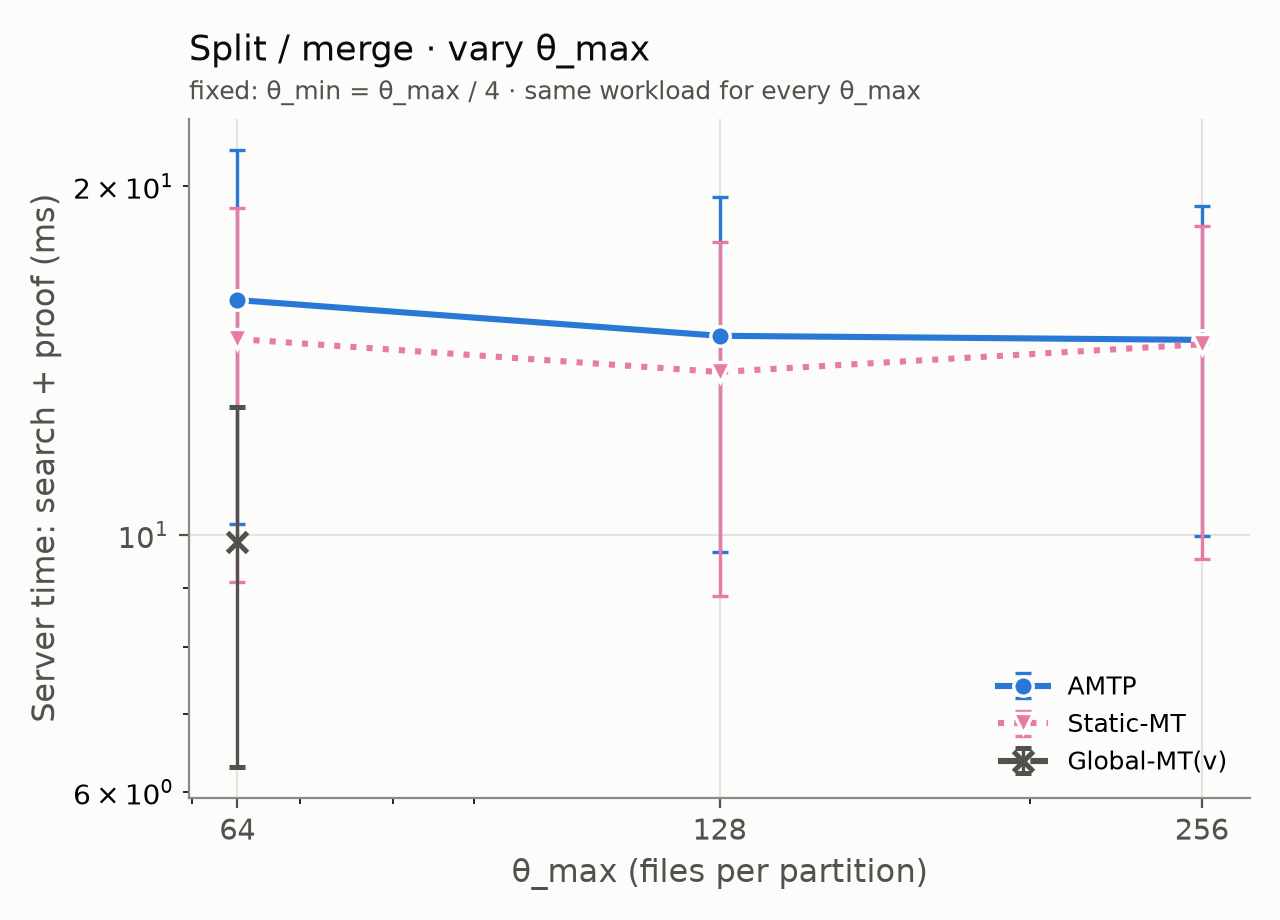 Split / merge · vary θ_max
fixed: θ_min = θ_max / 4 · same workload for every θ_max
Server time: search + proof (ms)
2 × 10¹
10¹
6 × 10⁰
64
128
256
θ_max (files per partition)
AMTP
Static-MT
Global-MT(v)